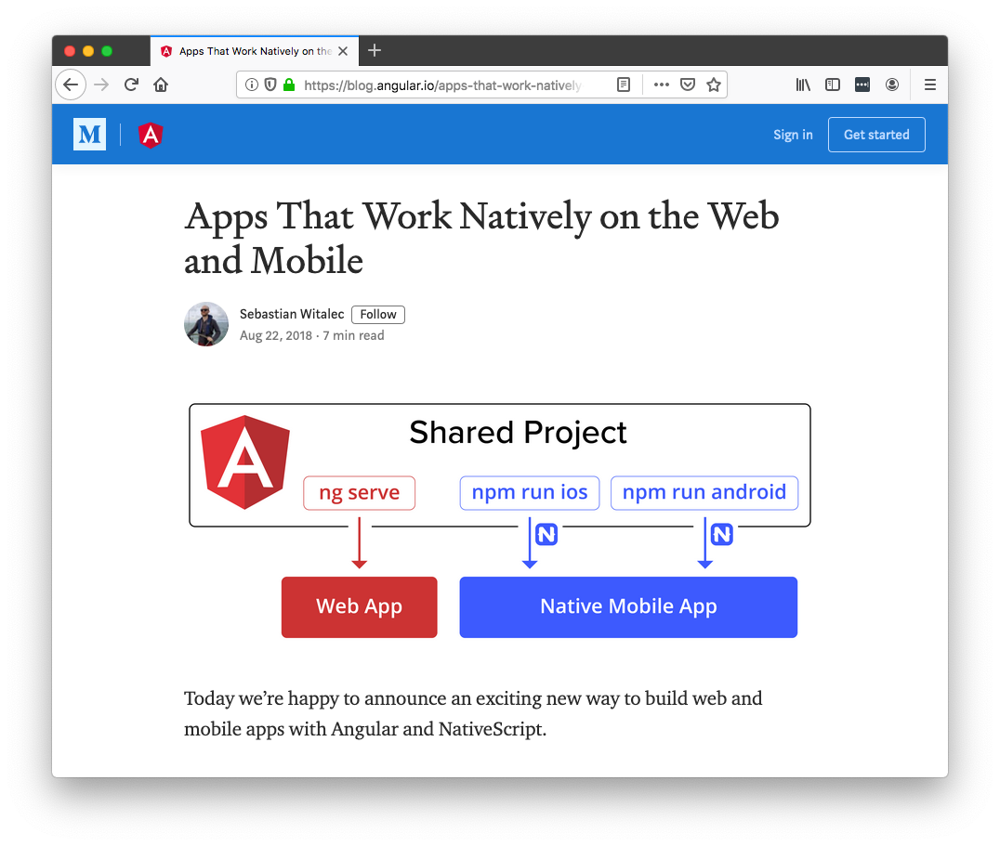 Apps That Work Natively on the
https://blog.angular.io/apps-that-work-natively
M
A
Sign in
Get started
Apps That Work Natively on the Web
and Mobile
Sebastian Witalec
Follow
Aug 22, 2018 · 7 min read
A
Shared Project
ng serve
npm run ios
npm run android
N
N
Web App
Native Mobile App
Today we’re happy to announce an exciting new way to build web and
mobile apps with Angular and NativeScript.